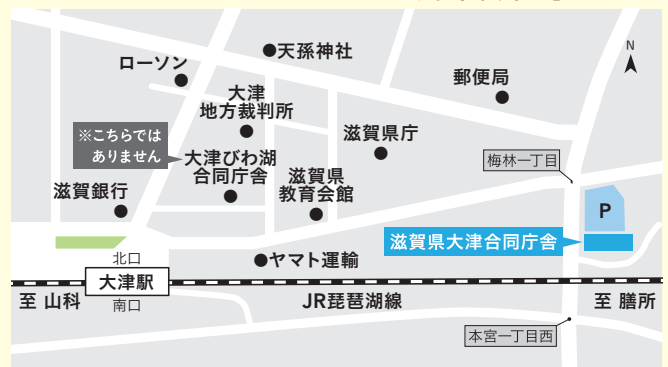 天孫神社
N
ローソン
郵便局
大津
地方裁判所
滋賀県庁
※こちらでは
ありません
大津びわ湖
合同庁舎
梅林一丁目
滋賀県
教育会館
滋賀銀行
P
滋賀県大津合同庁舎
北口
ヤマト運輸
大津駅
至 山科
南口
JR琵琶湖線
至 膳所
本宮一丁目西